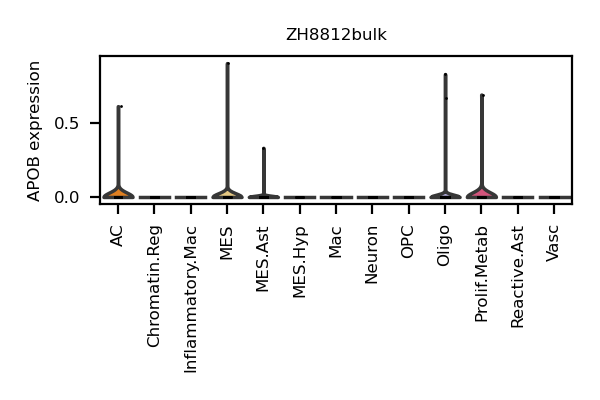 ZH8812bulk
APOB expression
0.5
0.0
AC
Chromatin.Reg
Inflammatory.Mac
MES
MES.Ast
MES.Hyp
Mac
Neuron
OPC
Oligo
Prolif.Metab
Reactive.Ast
Vasc